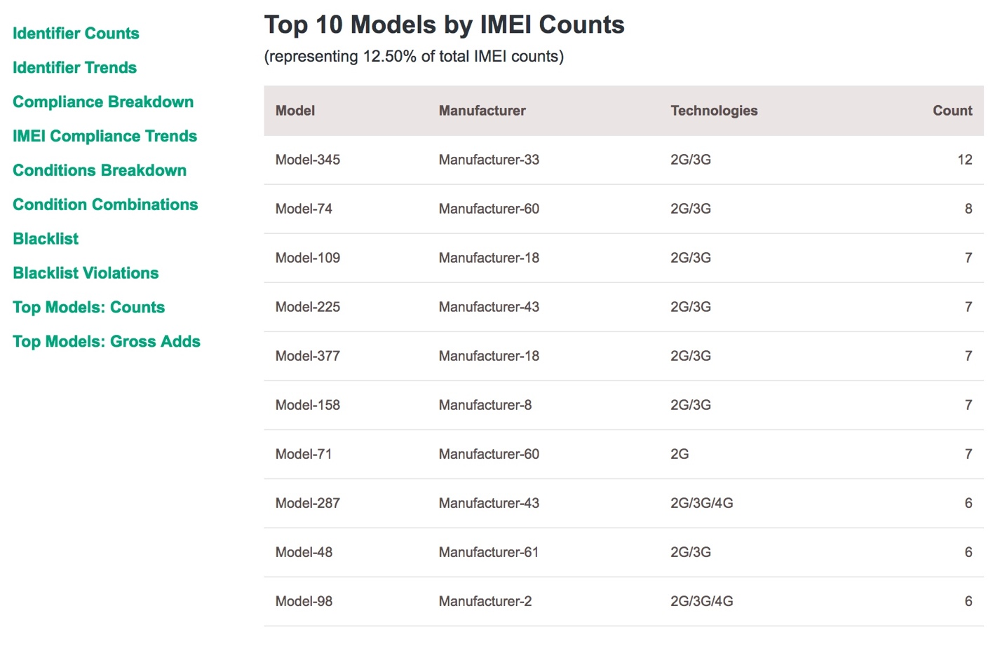 Identifier Counts
Identifier Trends
Compliance Breakdown
IMEI Compliance Trends
Conditions Breakdown
Condition Combinations
Blacklist
Blacklist Violations
Top Models: Counts
Top Models: Gross Adds
Top 10 Models by IMEI Counts
(representing 12.50% of total IMEI counts)
Model Manufacturer Technologies Count
Model-345 Manufacturer-33 2G/3G 12
Model-74 Manufacturer-60 2G/3G 8
Model-109 Manufacturer-18 2G/3G 7
Model-225 Manufacturer-43 2G/3G 7
Model-377 Manufacturer-18 2G/3G 7
Model-158 Manufacturer-8 2G/3G 7
Model-71 Manufacturer-60 2G 7
Model-287 Manufacturer-43 2G/3G/4G 6
Model-48 Manufacturer-61 2G/3G 6
Model-98 Manufacturer-2 2G/3G/4G 6